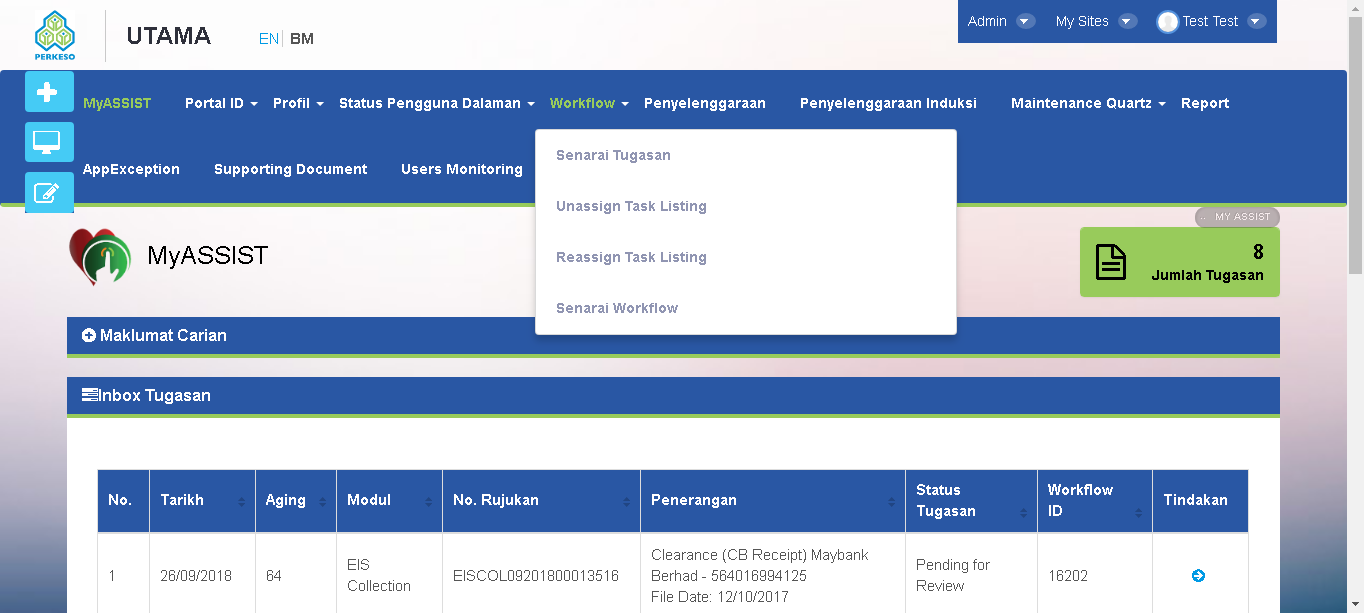 PERKESO
UTAMA
EN BM
Admin My Sites Test Test
MyASSIST Portal ID Profil Status Pengguna Dalaman Workflow Penyelenggaraan Penyelenggaraan Induksi Maintenance Quartz Report
AppException Supporting Document Users Monitoring
Senarai Tugasan
Unassign Task Listing
Reassign Task Listing
Senarai Workflow
MY ASSIST
MyASSIST
8
Jumlah Tugasan
Maklumat Carian
Inbox Tugasan
No. Tarikh Aging Modul No. Rujukan Penerangan Status Tugasan Workflow ID Tindakan
1 26/09/2018 64 EIS Collection EISCOL09201800013516 Clearance (CB Receipt) Maybank Berhad - 564016994125 File Date: 12/10/2017 Pending for Review 16202